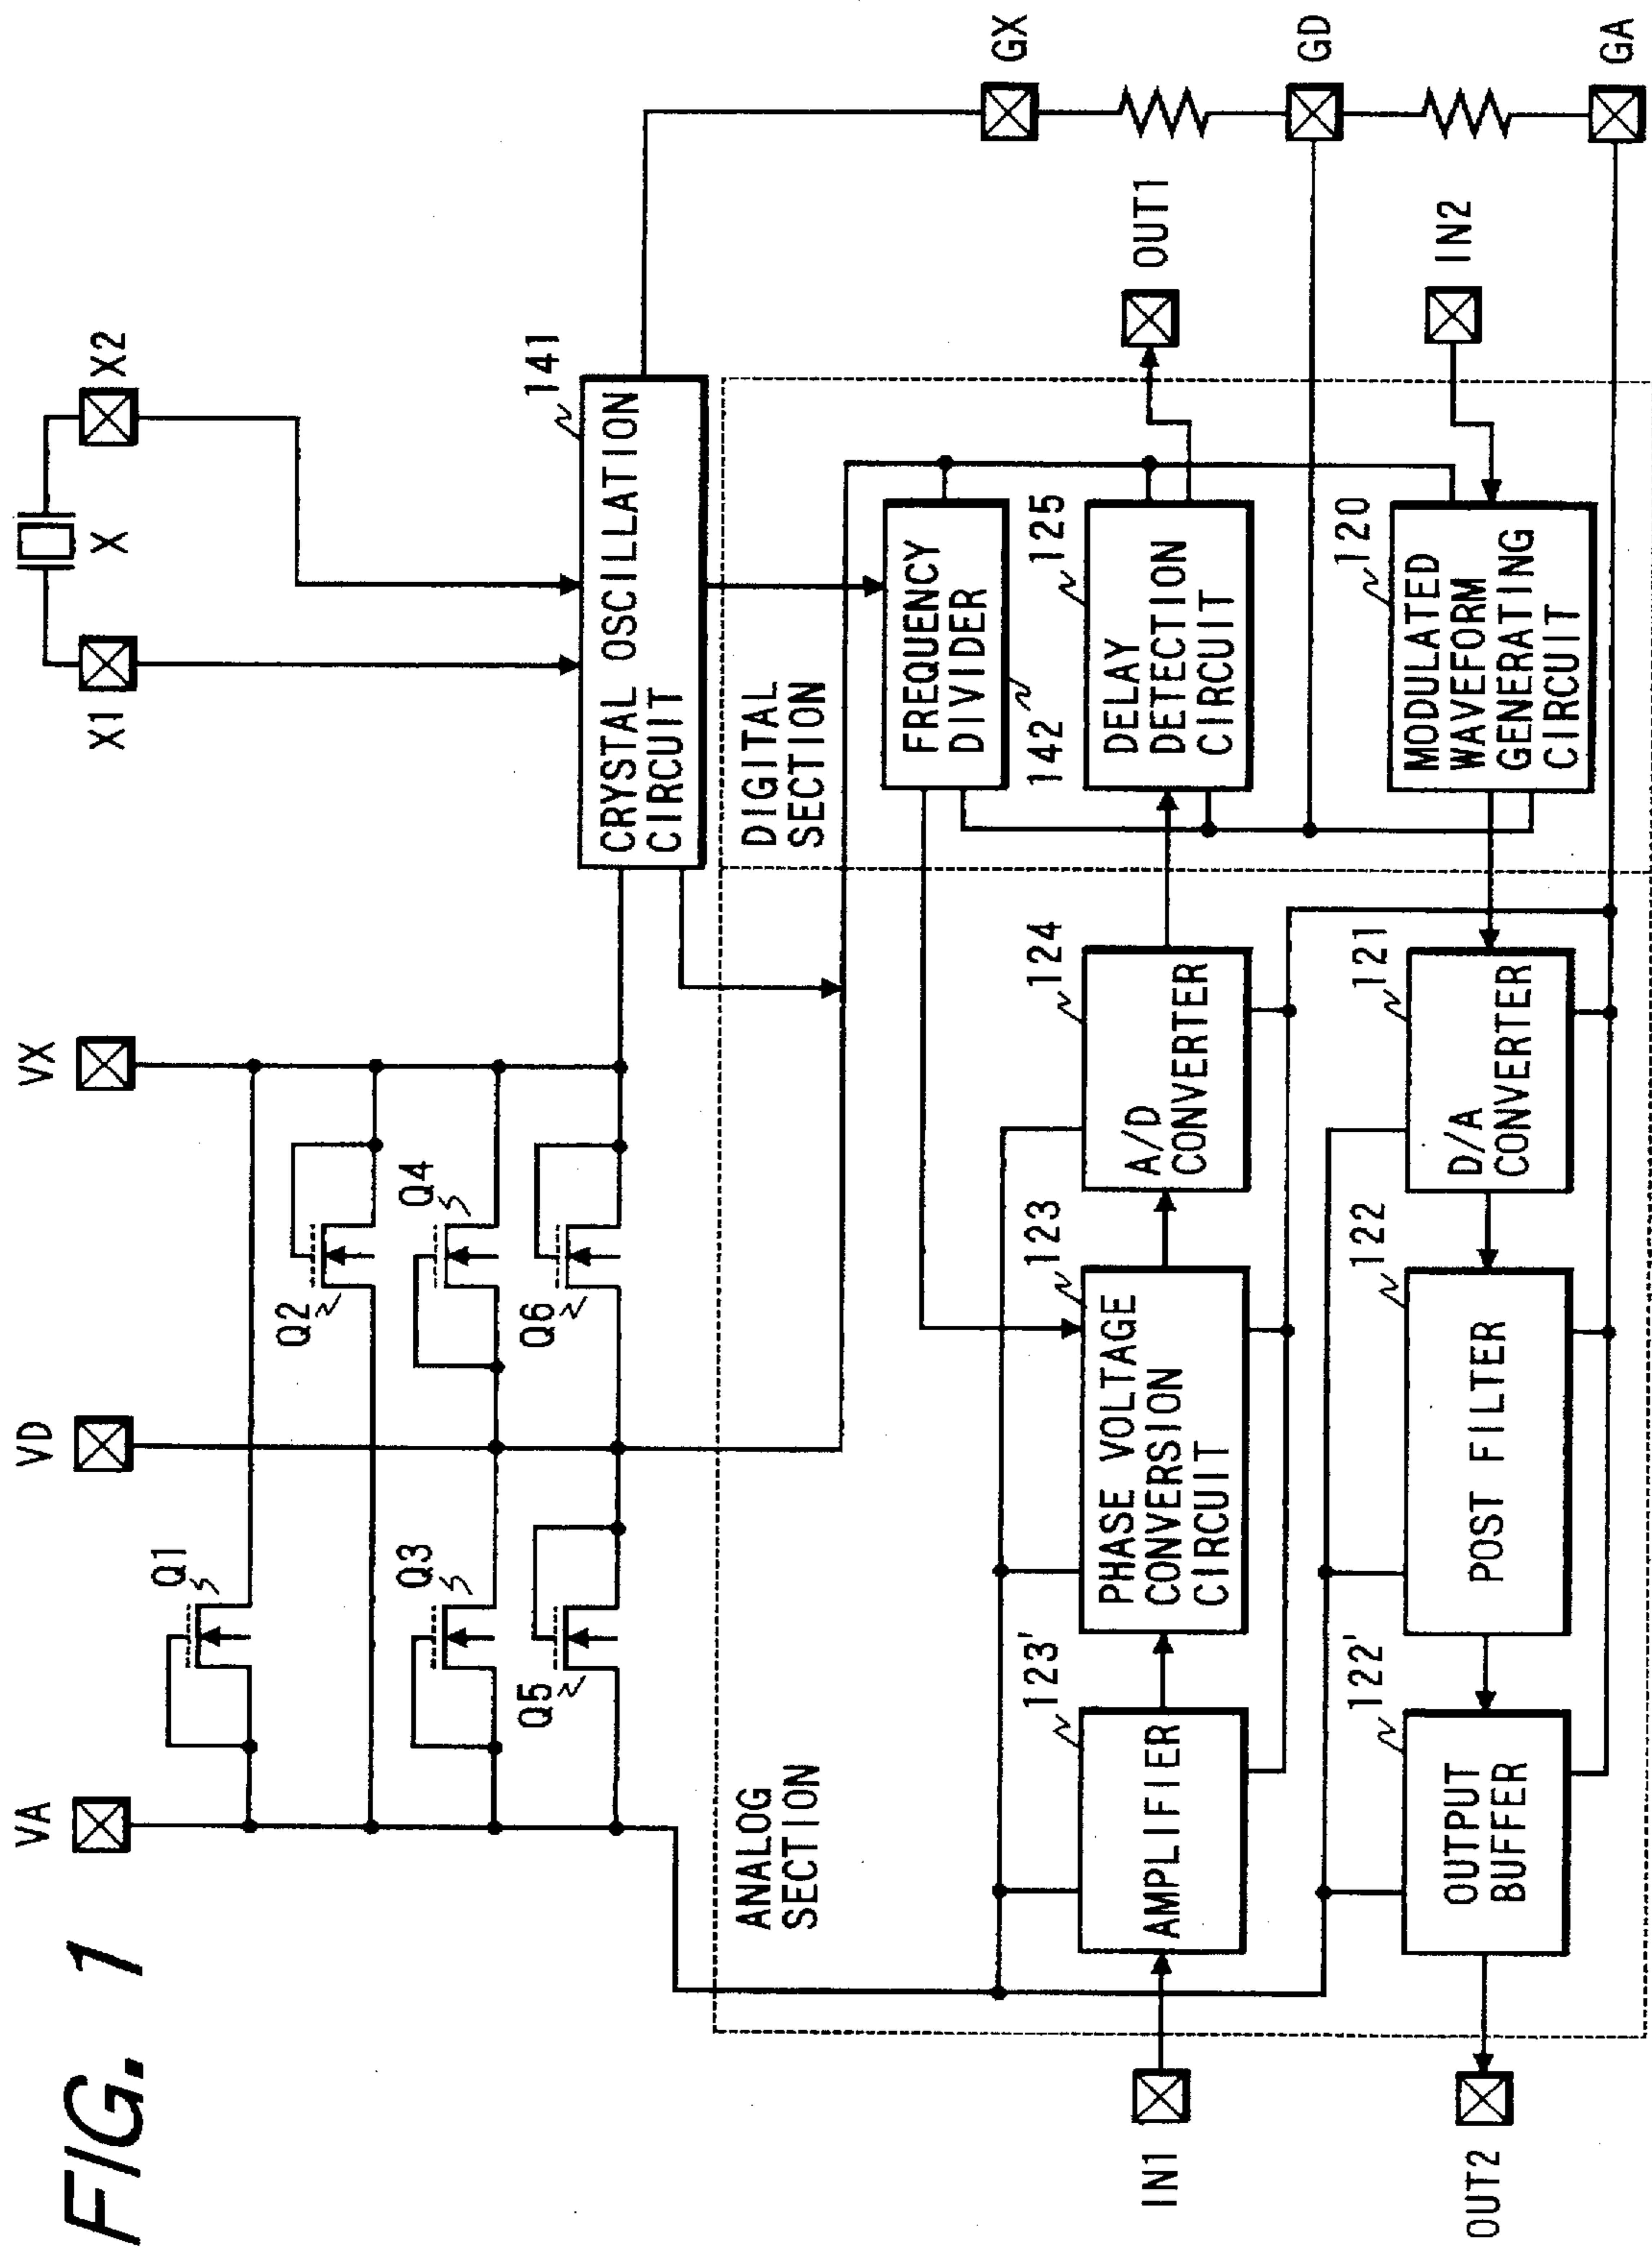 FIG. 1
VA
VD
VX
X1
X
X2
Q1
Q2
Q3
Q4
Q5
Q6
141
CRYSTAL OSCILLATION
CIRCUIT
GX
ANALOG
SECTION
DIGITAL
SECTION
FREQUENCY
DIVIDER
142
IN1
123'
AMPLIFIER
123
PHASE VOLTAGE
CONVERSION
CIRCUIT
124
A/D
CONVERTER
125
DELAY
DETECTION
CIRCUIT
OUT1
GD
OUT2
122'
OUTPUT
BUFFER
122
POST FILTER
121
D/A
CONVERTER
120
MODULATED
WAVEFORM
GENERATING
CIRCUIT
IN2
GA